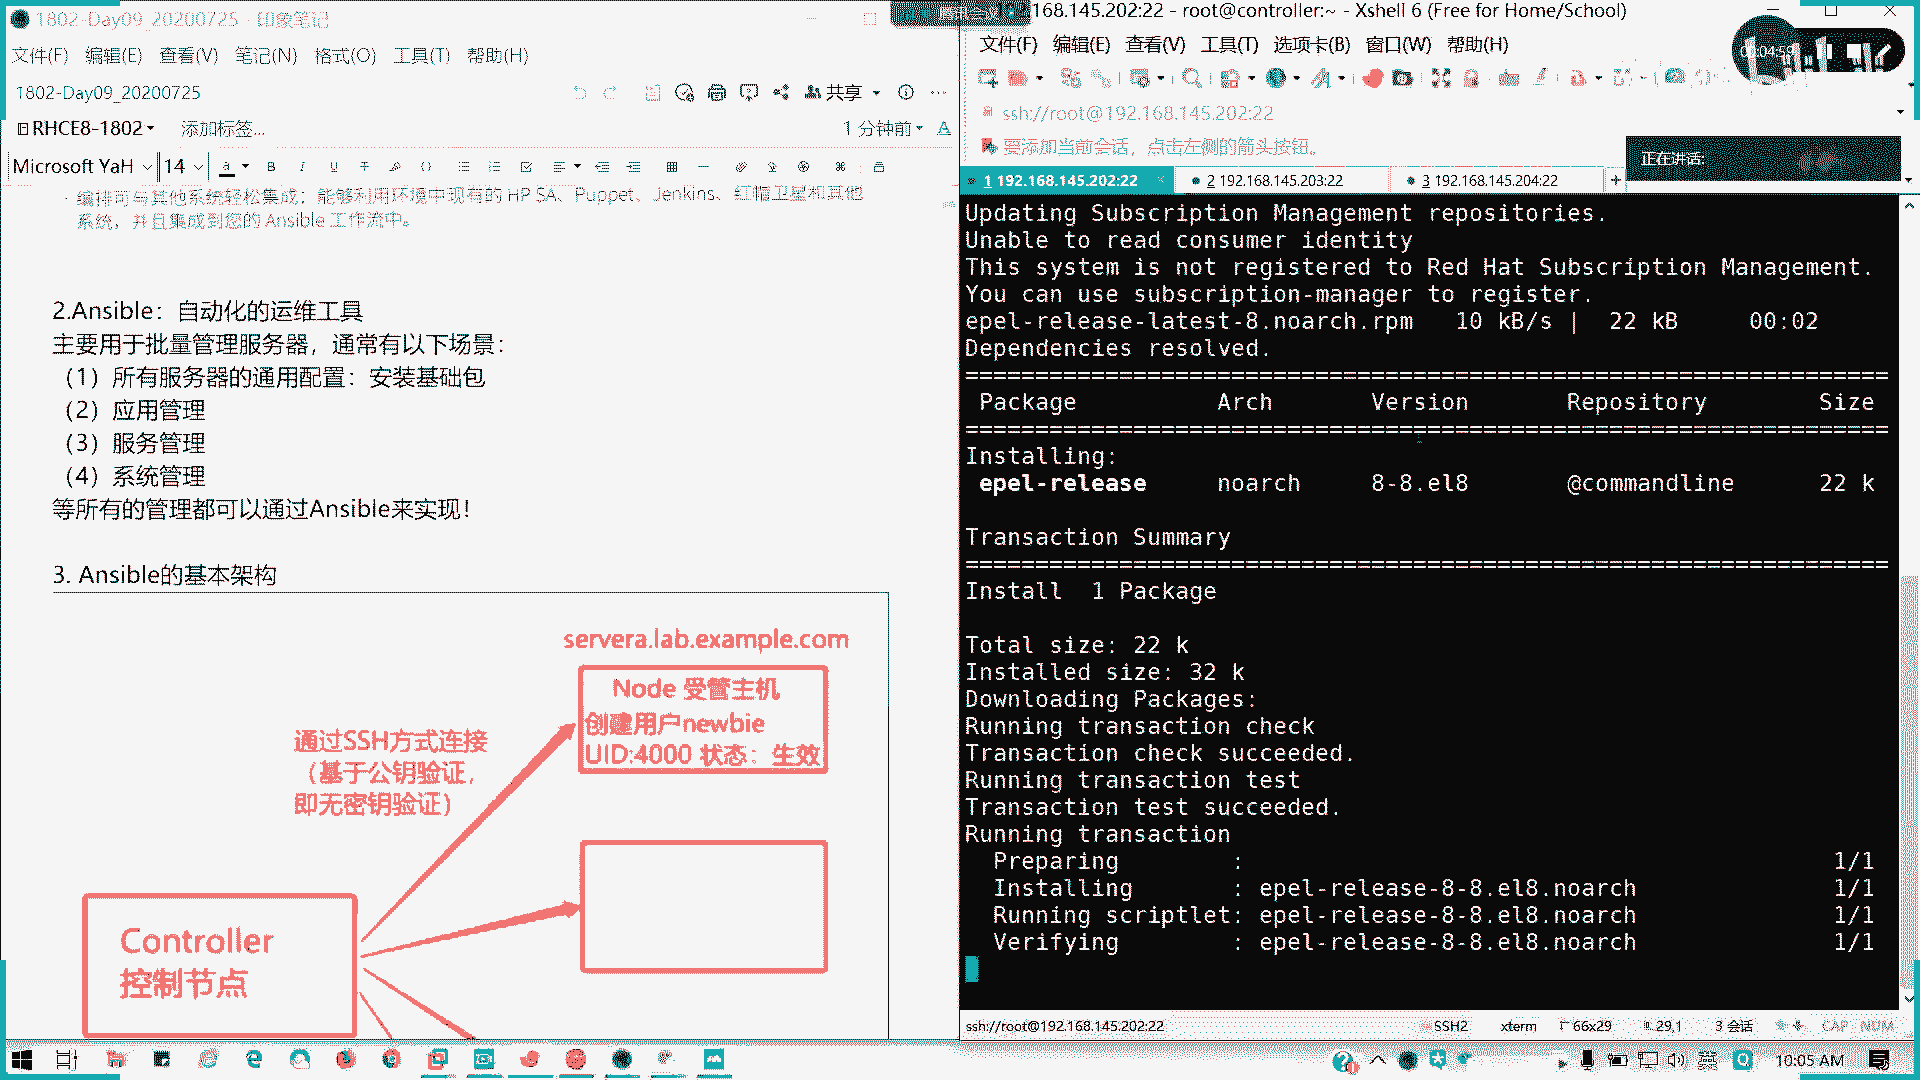 1802-Day09_20200725 - 印象笔记
文件(F) 编辑(E) 查看(V) 笔记(N) 格式(O) 工具(T) 帮助(H)
1802-Day09_20200725
共享
RHCE8-1802
添加标签...
1 分钟前
Microsoft YaH
14
· 编排可与其他系统轻松集成：能够利用环境中现有的 HP SA、Puppet、Jenkins、红帽卫星和其他
系统，并且集成到您的 Ansible 工作流中。
2.Ansible：自动化的运维工具
主要用于批量管理服务器，通常有以下场景：
（1）所有服务器的通用配置：安装基础包
（2）应用管理
（3）服务管理
（4）系统管理
等所有的管理都可以通过Ansible来实现！
3. Ansible的基本架构
servera.lab.example.com
Node 受管主机
创建用户newbie
UID:4000 状态：生效
通过SSH方式连接
（基于公钥验证，
即无密钥验证）
Controller
控制节点
168.145.202:22 - root@controller:~ - Xshell 6 (Free for Home/School)
文件(F) 编辑(E) 查看(V) 工具(T) 选项卡(B) 窗口(W) 帮助(H)
ssh://root@192.168.145.202:22
要添加当前会话，点击左侧的箭头按钮。
正在讲话:
1 192.168.145.202:22
2 192.168.145.203:22
3 192.168.145.204:22
Updating Subscription Management repositories.
Unable to read consumer identity
This system is not registered to Red Hat Subscription Management.
You can use subscription-manager to register.
epel-release-latest-8.noarch.rpm 10 kB/s | 22 kB 00:02
Dependencies resolved.
================================================================
Package Arch Version Repository Size
================================================================
Installing:
epel-release noarch 8-8.el8 @commandline 22 k
Transaction Summary
================================================================
Install 1 Package
Total size: 22 k
Installed size: 32 k
Downloading Packages:
Running transaction check
Transaction check succeeded.
Running transaction test
Transaction test succeeded.
Running transaction
Preparing : 1/1
Installing : epel-release-8-8.el8.noarch 1/1
Running scriptlet: epel-release-8-8.el8.noarch 1/1
Verifying : epel-release-8-8.el8.noarch 1/1
ssh://root@192.168.145.202:22
SSH2
xterm
66x29
29,1
3 会话
CAP NUM
10:05 AM